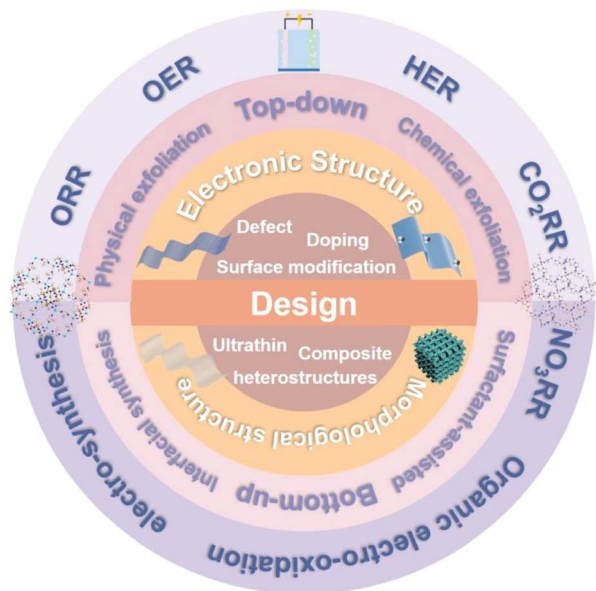 OER
HER
ORR
CO₂RR
Top-down
Physical exfoliation
Chemical exfoliation
Electronic Structure
Defect
Doping
Surface modification
Design
Ultrathin
Composite
heterostructures
Morphological structure
Interfacial synthesis
Bottom-up
Surfactant-assisted
NO₃RR
Organic electro-oxidation
electro-synthesis